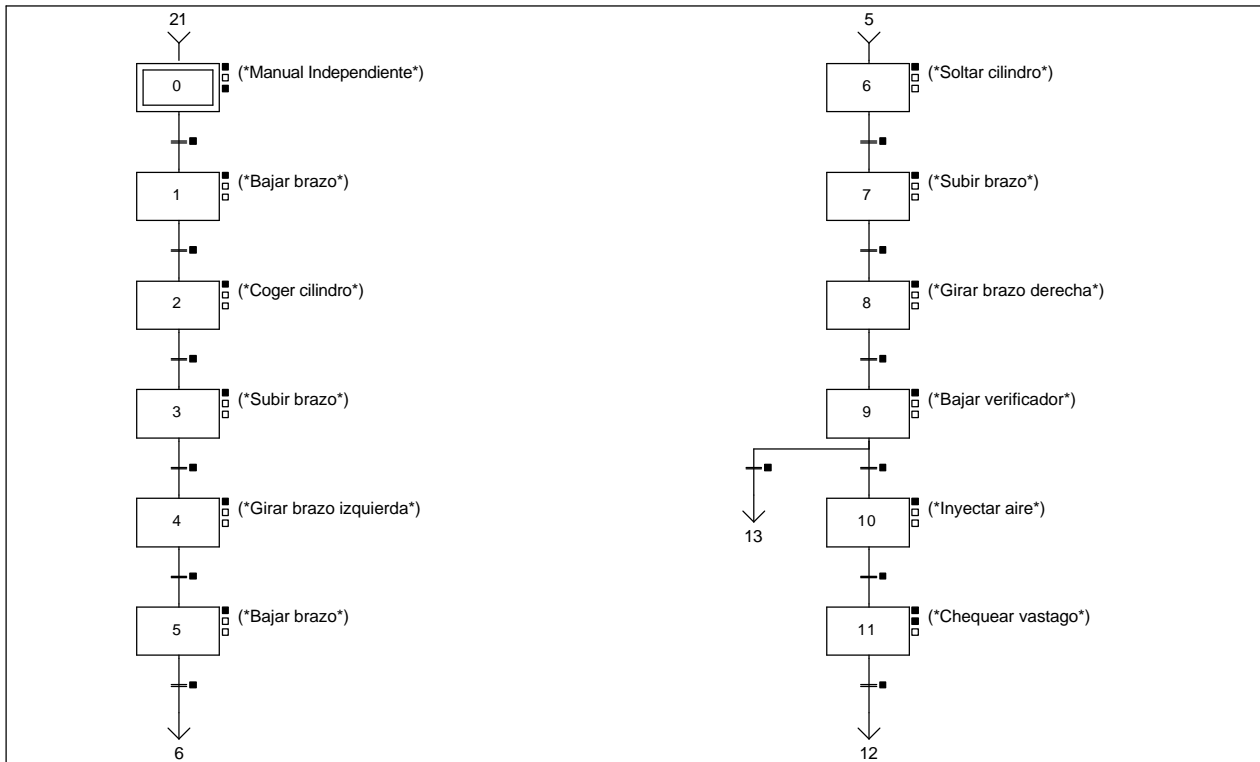 21
0 (*Manual Independiente*)
1 (*Bajar brazo*)
2 (*Coger cilindro*)
3 (*Subir brazo*)
4 (*Girar brazo izquierda*)
5 (*Bajar brazo*)
6
5
6 (*Soltar cilindro*)
7 (*Subir brazo*)
8 (*Girar brazo derecha*)
9 (*Bajar verificador*)
13
10 (*Inyectar aire*)
11 (*Chequear vastago*)
12